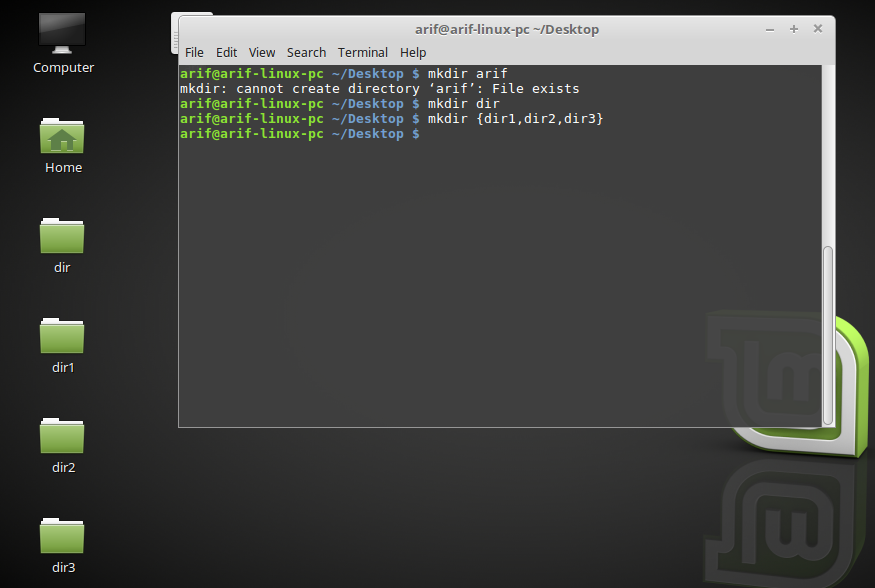 Computer
Home
dir
dir1
dir2
dir3
arif@arif-linux-pc ~/Desktop
File Edit View Search Terminal Help
arif@arif-linux-pc ~/Desktop $ mkdir arif
mkdir: cannot create directory ‘arif’: File exists
arif@arif-linux-pc ~/Desktop $ mkdir dir
arif@arif-linux-pc ~/Desktop $ mkdir {dir1,dir2,dir3}
arif@arif-linux-pc ~/Desktop $